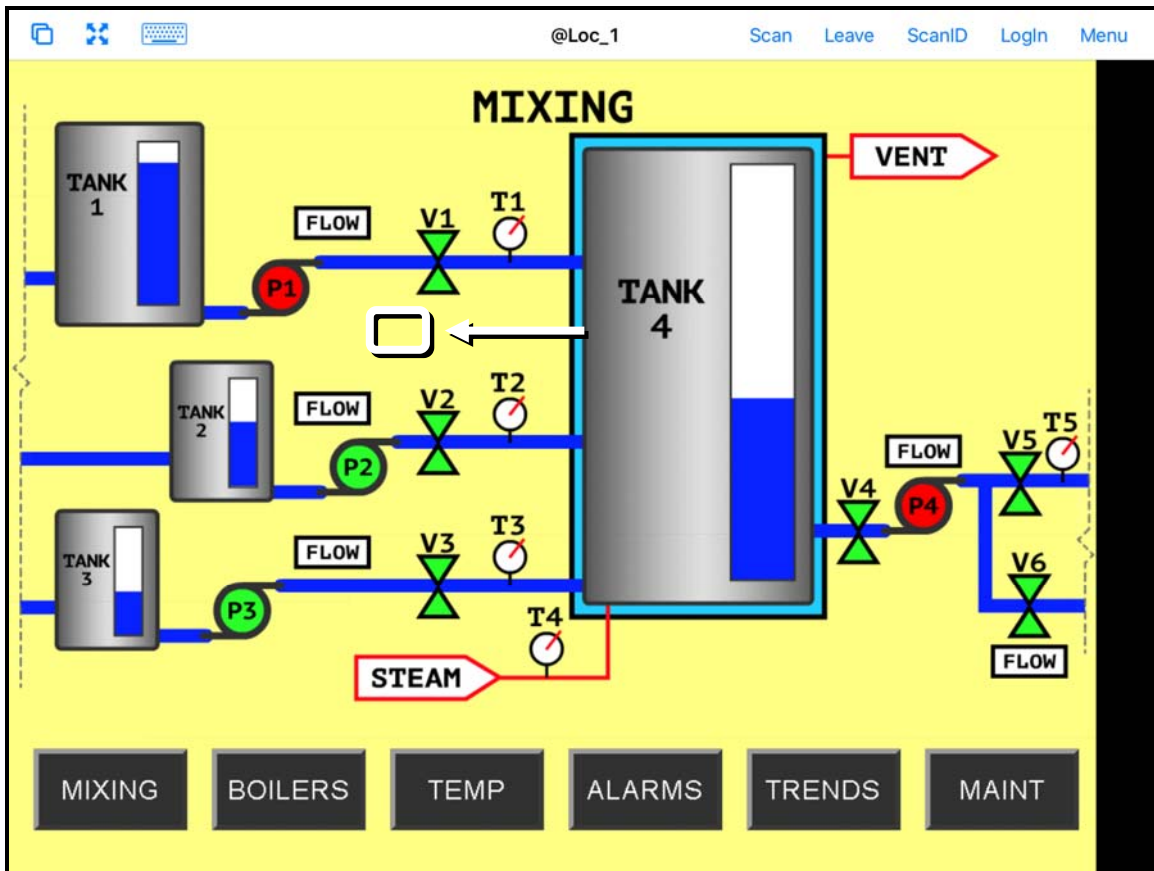 @Loc_1 Scan Leave ScanID LogIn Menu
MIXING
VENT
TANK
1
FLOW
V1
T1
P1
TANK
4
TANK
2
FLOW
V2
T2
P2
TANK
3
FLOW
V3
T3
P3
V4
FLOW
P4
V5
T5
V6
FLOW
T4
STEAM
MIXING BOILERS TEMP ALARMS TRENDS MAINT